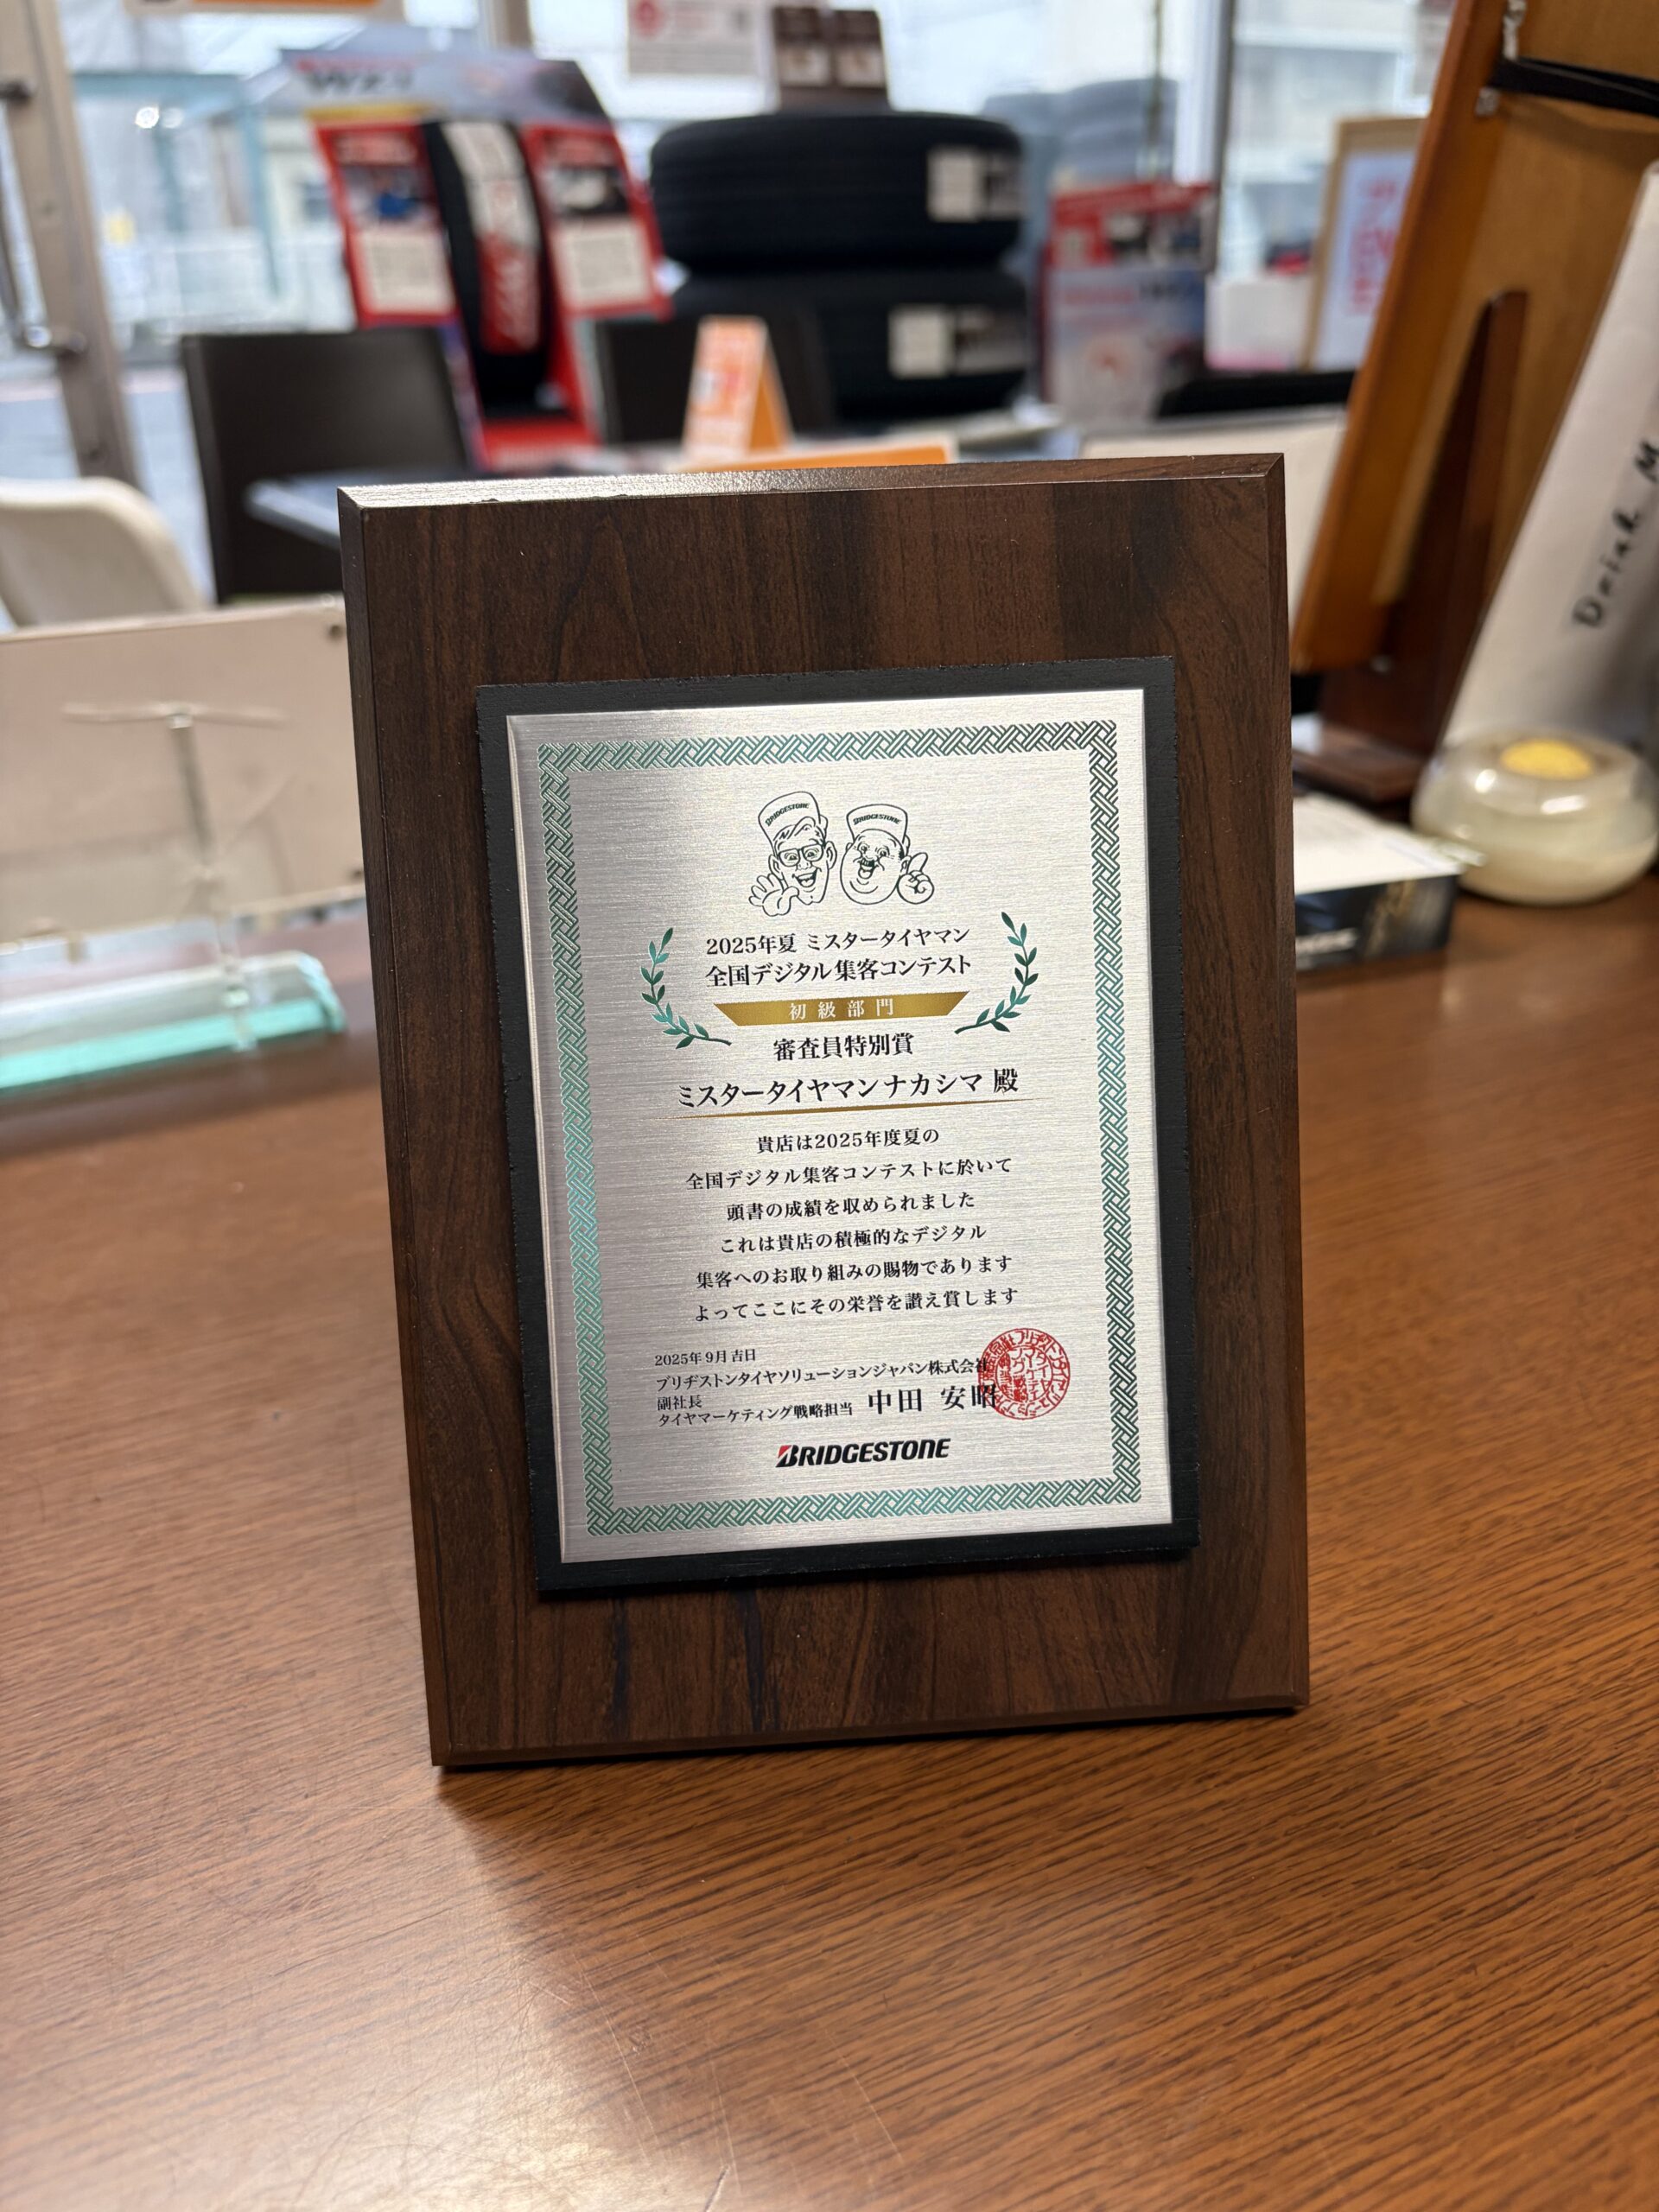 BRIDGESTONE
BRIDGESTONE
2025年夏 ミスタータイヤマン
全国デジタル集客コンテスト
初級部門
審査員特別賞
ミスタータイヤマンナカシマ 殿
貴店は2025年度夏の
全国デジタル集客コンテストに於いて
頭書の成績を収められました
これは貴店の積極的なデジタル
集客へのお取り組みの賜物であります
よってここにその栄誉を讃え賞します
2025年9月吉日
ブリヂストンタイヤソリューションジャパン株式会社
副社長
タイヤマーケティング戦略担当 中田 安昭
BRIDGESTONE